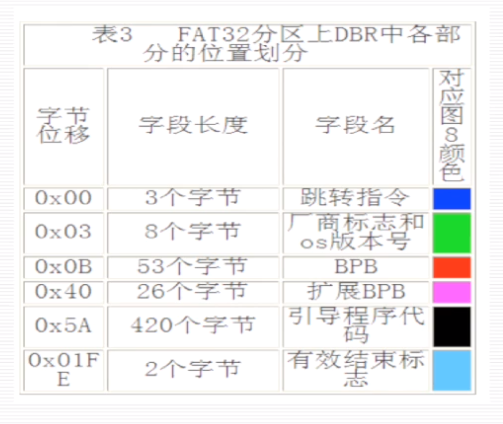 表3 FAT32分区上DBR中各部
分的位置划分
字节
位移
字段长度
字段名
对
应
图
8
颜
色
0x00 3个字节 跳转指令
0x03 8个字节 厂商标志和
os版本号
0x0B 53个字节 BPB
0x40 26个字节 扩展BPB
0x5A 420个字节 引导程序代
码
0x01F
E 2个字节 有效结束标
志